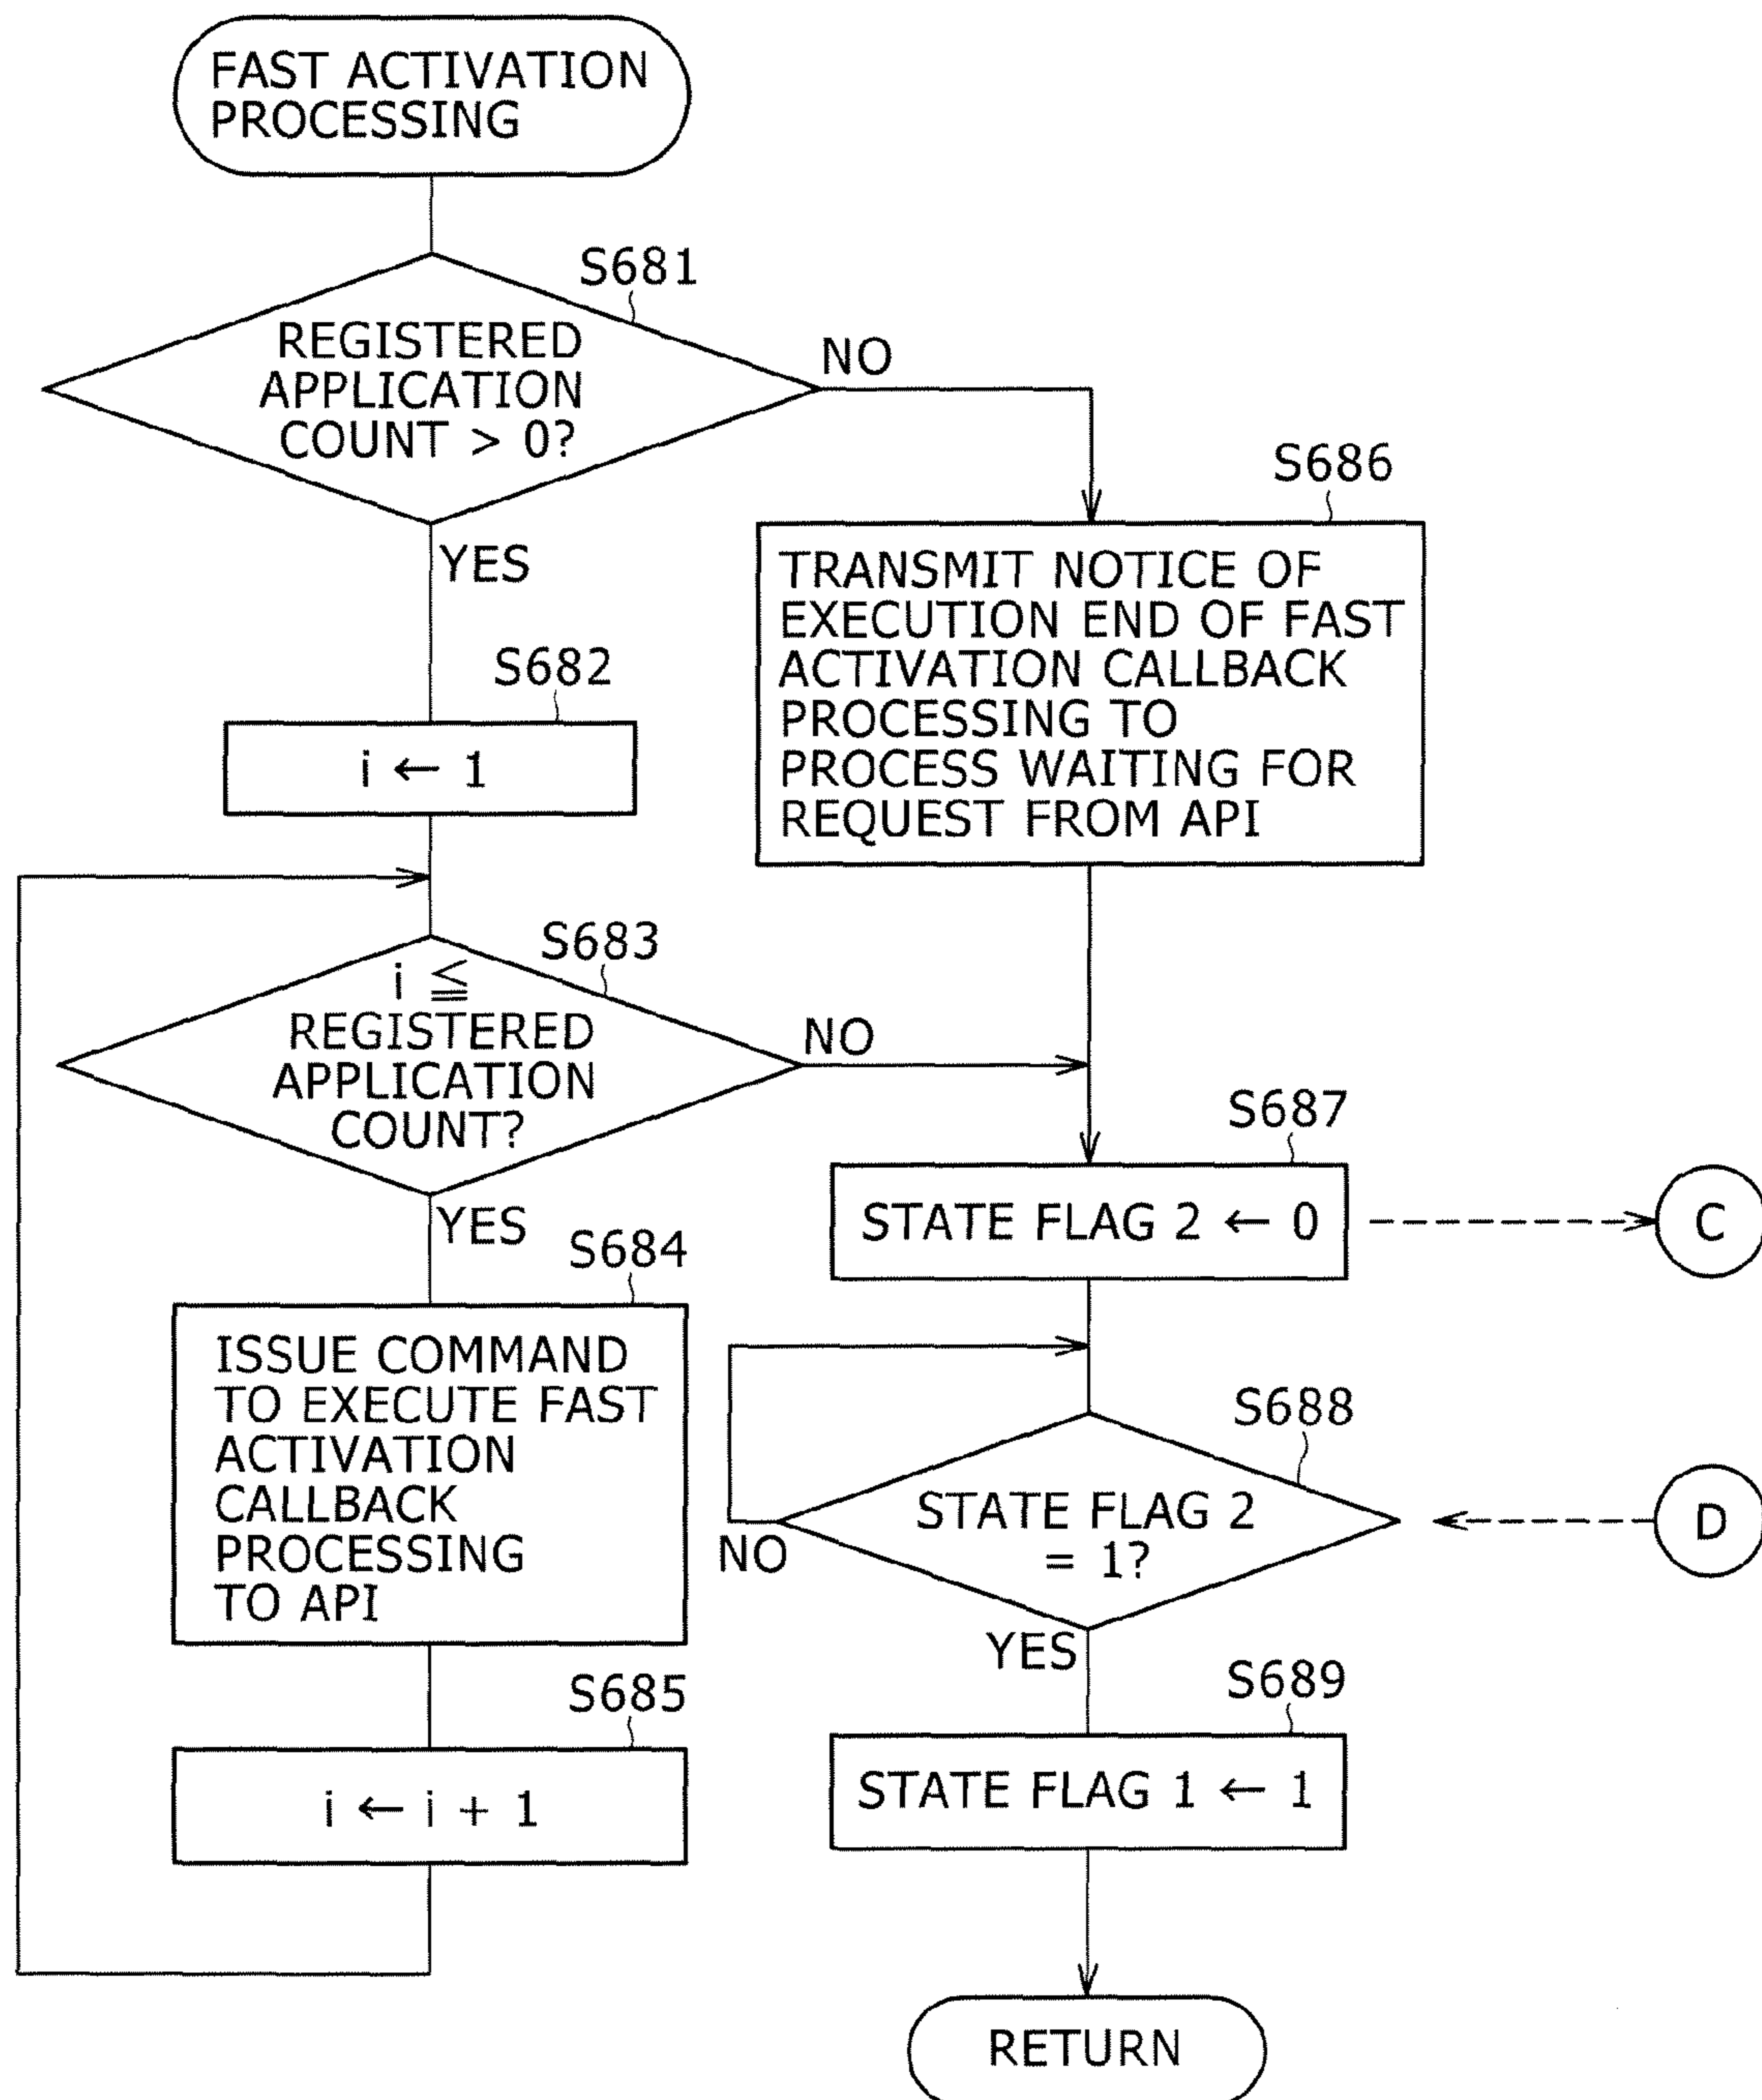 FAST ACTIVATION
PROCESSING
S681
REGISTERED
APPLICATION
COUNT > 0?
NO
YES
S686
TRANSMIT NOTICE OF
EXECUTION END OF FAST
ACTIVATION CALLBACK
PROCESSING TO
PROCESS WAITING FOR
REQUEST FROM API
S682
i ← 1
S683
i ≦
REGISTERED
APPLICATION
COUNT?
NO
YES
S684
ISSUE COMMAND
TO EXECUTE FAST
ACTIVATION
CALLBACK
PROCESSING
TO API
S685
i ← i + 1
S687
STATE FLAG 2 ← 0
C
S688
STATE FLAG 2
= 1?
NO
D
YES
S689
STATE FLAG 1 ← 1
RETURN